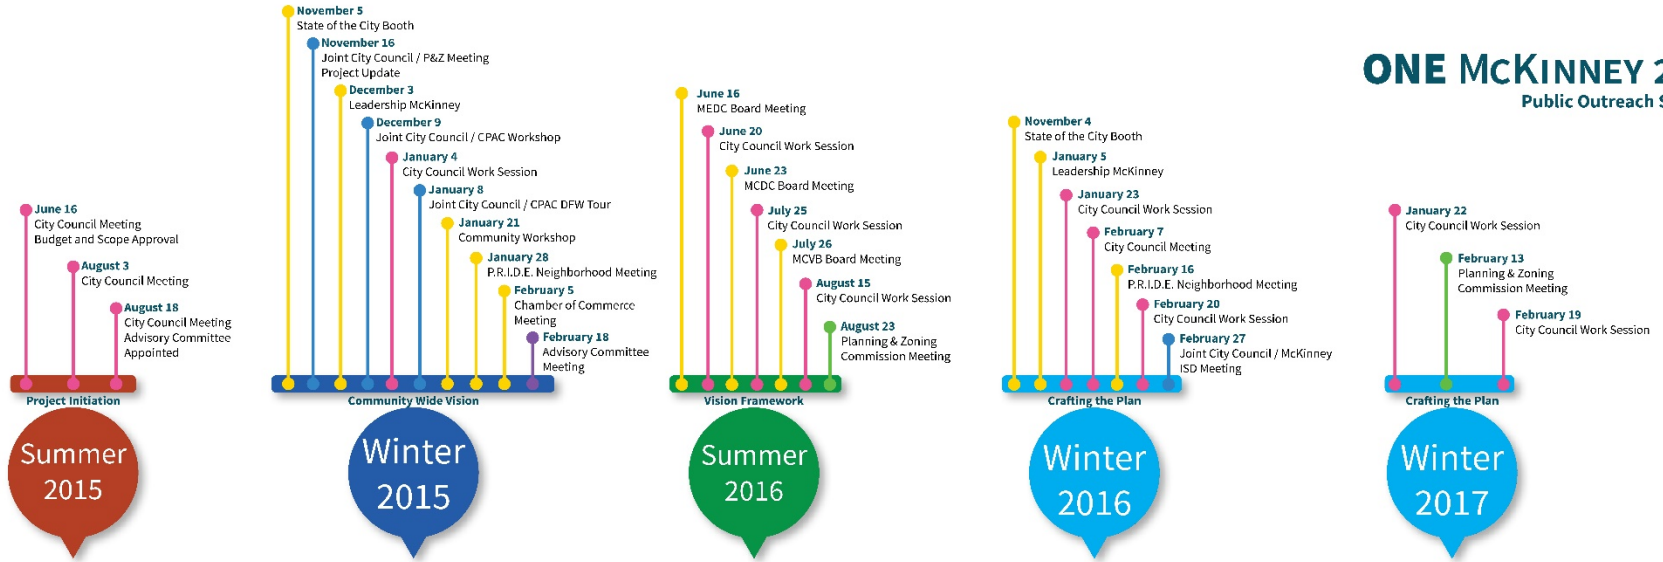 ONE MCKINNEY 2
Public Outreach S
June 16
City Council Meeting
Budget and Scope Approval
August 3
City Council Meeting
August 18
City Council Meeting
Advisory Committee
Appointed
Project Initiation
Summer
2015
November 5
State of the City Booth
November 16
Joint City Council / P&Z Meeting
Project Update
December 3
Leadership McKinney
December 9
Joint City Council / CPAC Workshop
January 4
City Council Work Session
January 8
Joint City Council / CPAC DFW Tour
January 21
Community Workshop
January 28
P.R.I.D.E. Neighborhood Meeting
February 5
Chamber of Commerce
Meeting
February 18
Advisory Committee
Meeting
Community Wide Vision
Winter
2015
June 16
MEDC Board Meeting
June 20
City Council Work Session
June 23
MCDC Board Meeting
July 25
City Council Work Session
July 26
MCVB Board Meeting
August 15
City Council Work Session
August 23
Planning & Zoning
Commission Meeting
Vision Framework
Summer
2016
November 4
State of the City Booth
January 5
Leadership McKinney
January 23
City Council Work Session
February 7
City Council Meeting
February 16
P.R.I.D.E. Neighborhood Meeting
February 20
City Council Work Session
February 27
Joint City Council / McKinney
ISD Meeting
Crafting the Plan
Winter
2016
January 22
City Council Work Session
February 13
Planning & Zoning
Commission Meeting
February 19
City Council Work Session
Crafting the Plan
Winter
2017